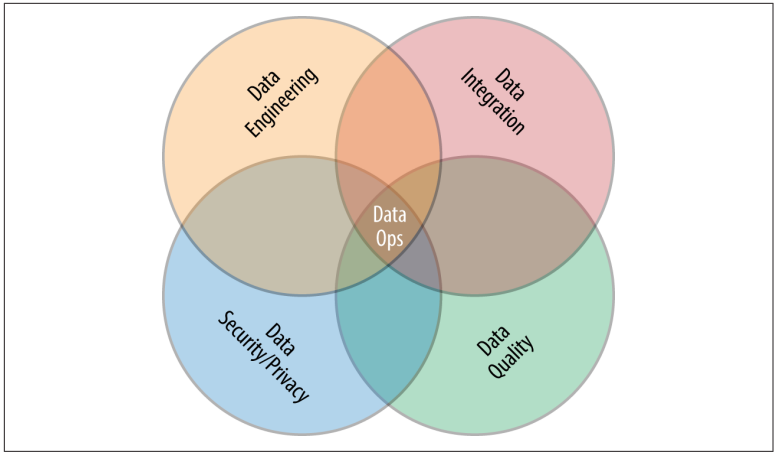 Data
Engineering
Data
Integration
Data
Ops
Data
Security/Privacy
Data
Quality